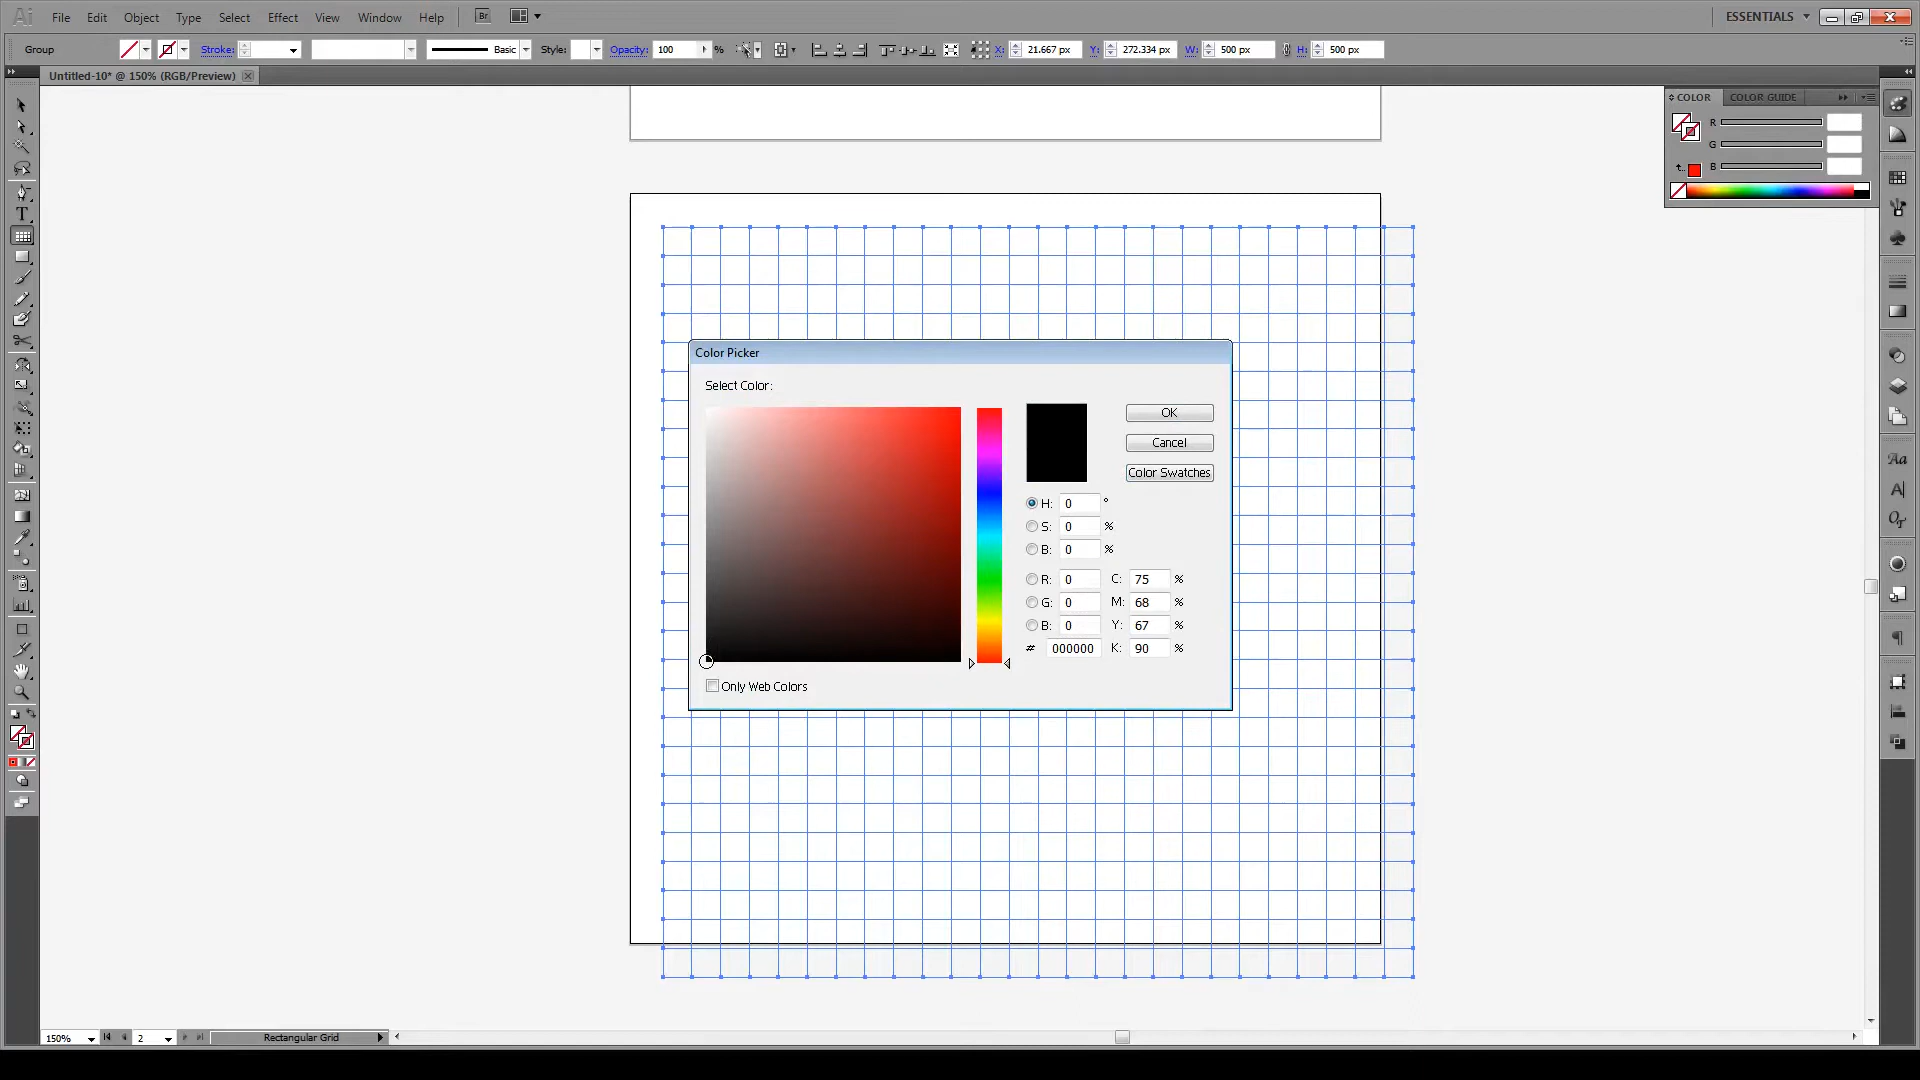 Ai File Edit Object Type Select Effect View Window Help Br ESSENTIALS
Group Stroke: Basic Style: Opacity: 100 % X: 21.667 px Y: 272.334 px W: 500 px H: 500 px
Untitled-10* @ 150% (RGB/Preview)
COLOR COLOR GUIDE
R
G
B
Color Picker
Select Color:
OK
Cancel
Color Swatches
H: 0 °
S: 0 %
B: 0 %
R: 0 C: 75 %
G: 0 M: 68 %
B: 0 Y: 67 %
# 000000 K: 90 %
Only Web Colors
150% 2 Rectangular Grid